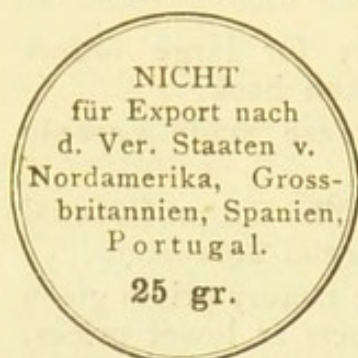 NICHT
für Export nach
d. Ver. Staaten v.
Nordamerika, Gross-
britannien, Spanien,
Portugal.
25 gr.